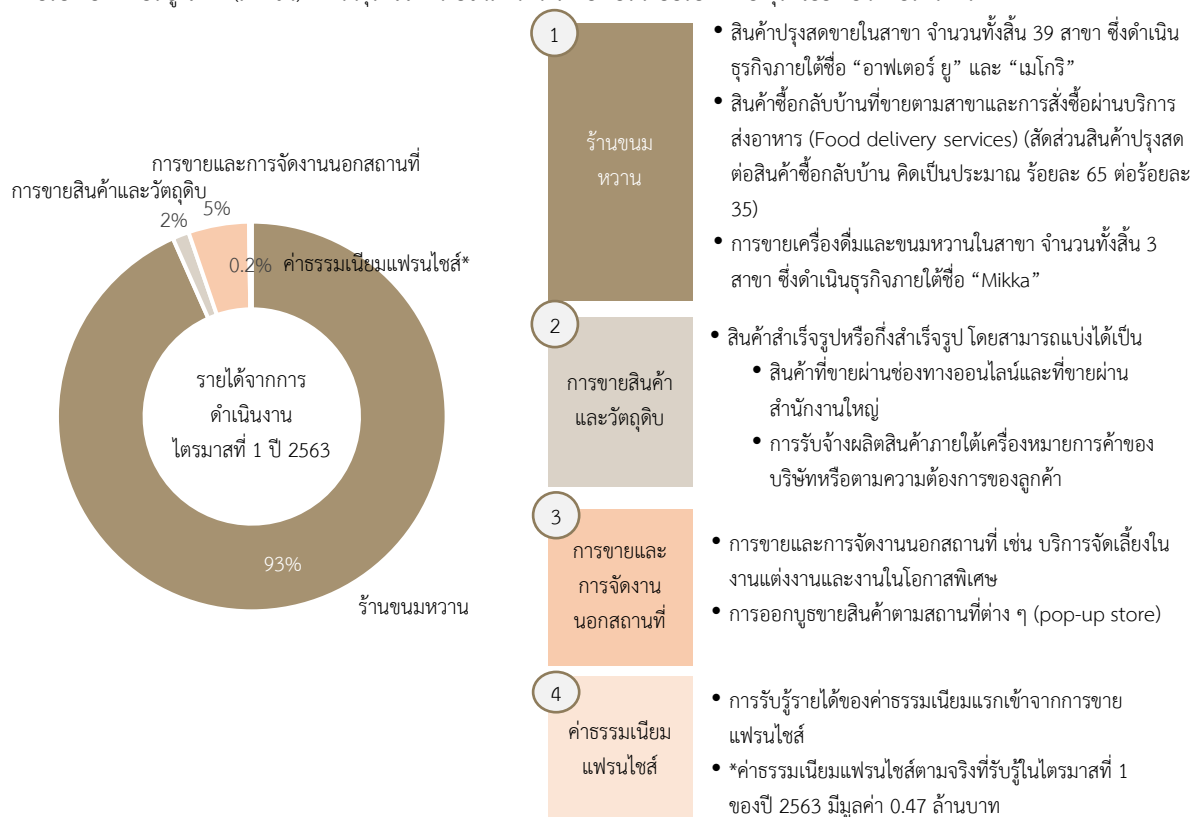 1
ร้านขนม
หวาน
• สินค้าปรุงสดขายในสาขา จำนวนทั้งสิ้น 39 สาขา ซึ่งดำเนิน
ธุรกิจภายใต้ชื่อ “อาฟเตอร์ ยู” และ “เมโกริ”
• สินค้าซื้อกลับบ้านที่ขายตามสาขาและการสั่งซื้อผ่านบริการ
ส่งอาหาร (Food delivery services) (สัดส่วนสินค้าปรุงสด
ต่อสินค้าซื้อกลับบ้าน คิดเป็นประมาณ ร้อยละ 65 ต่อร้อยละ
35)
• การขายเครื่องดื่มและขนมหวานในสาขา จำนวนทั้งสิ้น 3
สาขา ซึ่งดำเนินธุรกิจภายใต้ชื่อ “Mikka”
การขายและการจัดงานนอกสถานที่
การขายสินค้าและวัตถุดิบ
5%
2%
0.2% ค่าธรรมเนียมแฟรนไชส์*
รายได้จากการ
ดำเนินงาน
ไตรมาสที่ 1 ปี 2563
93%
ร้านขนมหวาน
2
การขายสินค้า
และวัตถุดิบ
• สินค้าสำเร็จรูปหรือกึ่งสำเร็จรูป โดยสามารถแบ่งได้เป็น
• สินค้าที่ขายผ่านช่องทางออนไลน์และที่ขายผ่าน
สำนักงานใหญ่
• การรับจ้างผลิตสินค้าภายใต้เครื่องหมายการค้าของ
บริษัทหรือตามความต้องการของลูกค้า
3
การขายและ
การจัดงาน
นอกสถานที่
• การขายและการจัดงานนอกสถานที่ เช่น บริการจัดเลี้ยงใน
งานแต่งงานและงานในโอกาสพิเศษ
• การออกบูธขายสินค้าตามสถานที่ต่าง ๆ (pop-up store)
4
ค่าธรรมเนียม
แฟรนไชส์
• การรับรู้รายได้ของค่าธรรมเนียมแรกเข้าจากการขาย
แฟรนไชส์
• *ค่าธรรมเนียมแฟรนไชส์ตามจริงที่รับรู้ในไตรมาสที่ 1
ของปี 2563 มีมูลค่า 0.47 ล้านบาท